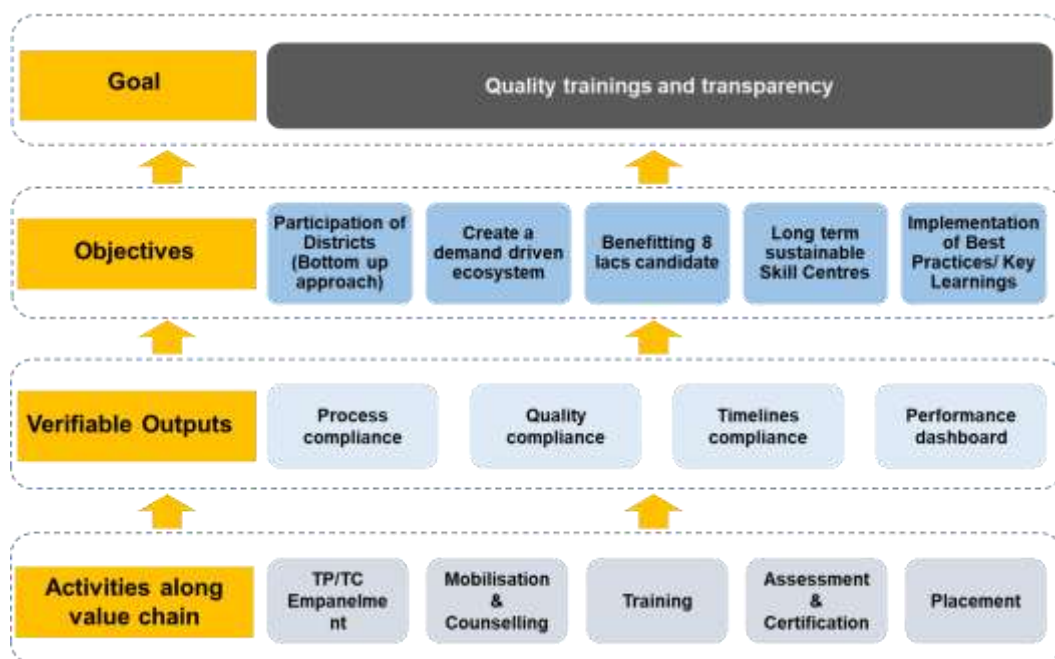 Goal
Quality trainings and transparency
Objectives
Participation of
Districts
(Bottom up
approach)
Create a
demand driven
ecosystem
Benefitting 8
lacs candidate
Long term
sustainable
Skill Centres
Implementation
of Best
Practices/ Key
Learnings
Verifiable Outputs
Process
compliance
Quality
compliance
Timelines
compliance
Performance
dashboard
Activities along
value chain
TP/TC
Empanelme
nt
Mobilisation
&
Counselling
Training
Assessment
&
Certification
Placement